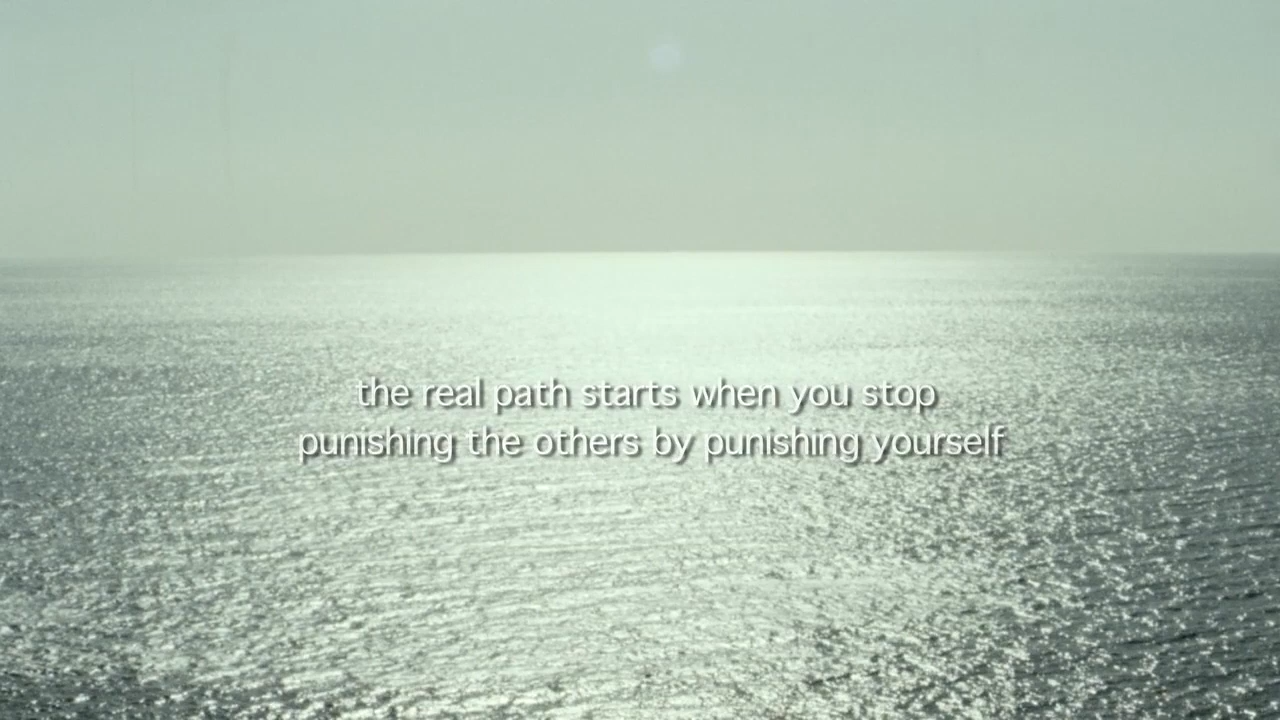 the real path starts when you stop
punishing the others by punishing yourself